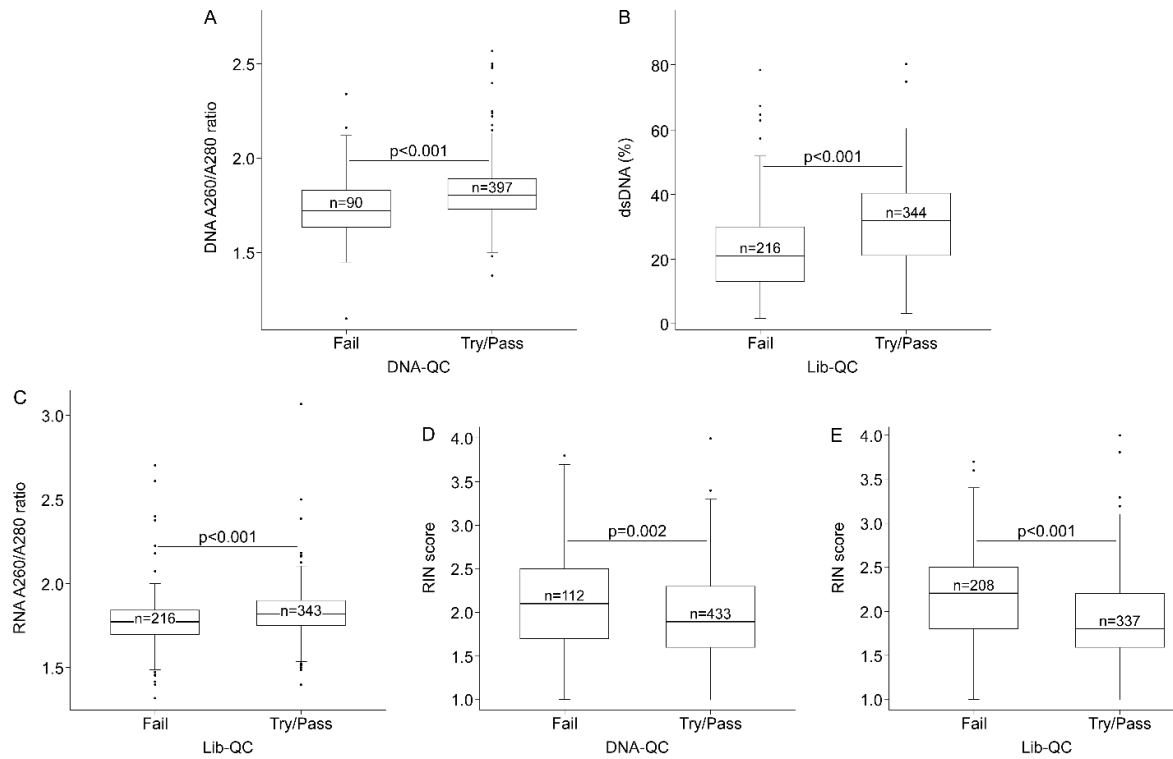 A
DNA A260/A280 ratio
2.5
2.0
1.5
p<0.001
n=90
n=397
Fail
Try/Pass
DNA-QC
B
dsDNA (%)
80
60
40
20
0
p<0.001
n=216
n=344
Fail
Try/Pass
Lib-QC
C
RNA A260/A280 ratio
3.0
2.5
2.0
1.5
p<0.001
n=216
n=343
Fail
Try/Pass
Lib-QC
D
RIN score
4.0
3.5
3.0
2.5
2.0
1.5
1.0
p=0.002
n=112
n=433
Fail
Try/Pass
DNA-QC
E
RIN score
4.0
3.5
3.0
2.5
2.0
1.5
1.0
p<0.001
n=208
n=337
Fail
Try/Pass
Lib-QC